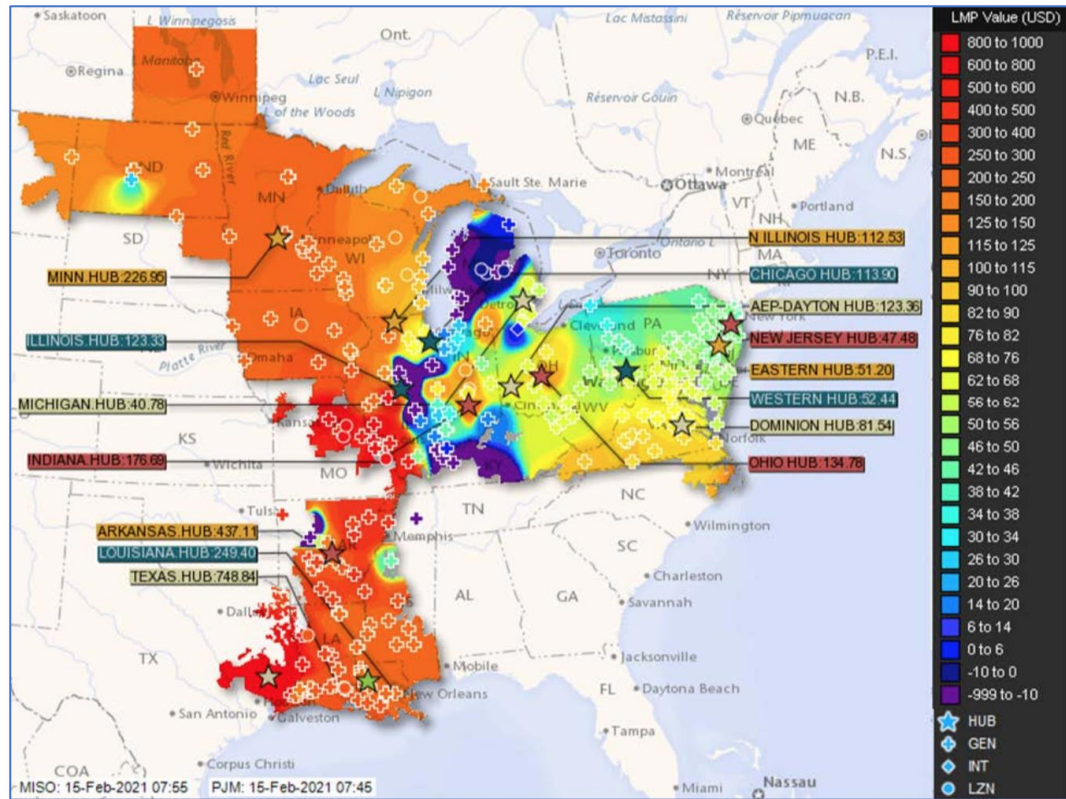 Saskatoon
L Winnipegosis
Lac Mistassini
Réservoir Pipmuacan
Ont.
L Manitoba
Lac Seul
P.E.I.
Regina
L Nipigon
Réservoir Gouin
Winnipeg
L of the Woods
N.B.
Québec
Red River
ME
N.S.
ND
Sault Ste. Marie
Ottawa
Montreal
Duluth
MN
VT
Portland
NH
SD
WI
Toronto
Ontario L
N ILLINOIS HUB:112.53
MA
MINN.HUB:226.95
NY
CHICAGO HUB:113.90
AEP-DAYTON HUB:123.36
IA
Cleveland
PA
New York
ILLINOIS.HUB:123.33
Platte River
Omaha
NEW JERSEY HUB:47.48
EASTERN HUB:51.20
WESTERN HUB:52.44
MICHIGAN.HUB:40.78
WV
DOMINION HUB:81.54
KS
Norfolk
INDIANA.HUB:176.69
Wichita
MO
KY
OHIO HUB:134.78
NC
TN
Tulsa
Memphis
Wilmington
ARKANSAS.HUB:437.11
AR
SC
LOUISIANA.HUB:249.40
TEXAS.HUB:748.84
AL
GA
Charleston
Savannah
LA
TX
Jacksonville
Mobile
New Orleans
FL
Daytona Beach
San Antonio
Galveston
Tampa
Corpus Christi
COA
Miami
Nassau
MISO: 15-Feb-2021 07:55
PJM: 15-Feb-2021 07:45
LMP Value (USD)
800 to 1000
600 to 800
500 to 600
400 to 500
300 to 400
250 to 300
200 to 250
150 to 200
125 to 150
115 to 125
100 to 115
90 to 100
82 to 90
76 to 82
68 to 76
62 to 68
56 to 62
50 to 56
46 to 50
42 to 46
38 to 42
34 to 38
30 to 34
26 to 30
20 to 26
14 to 20
6 to 14
0 to 6
-10 to 0
-999 to -10
HUB
GEN
INT
LZN